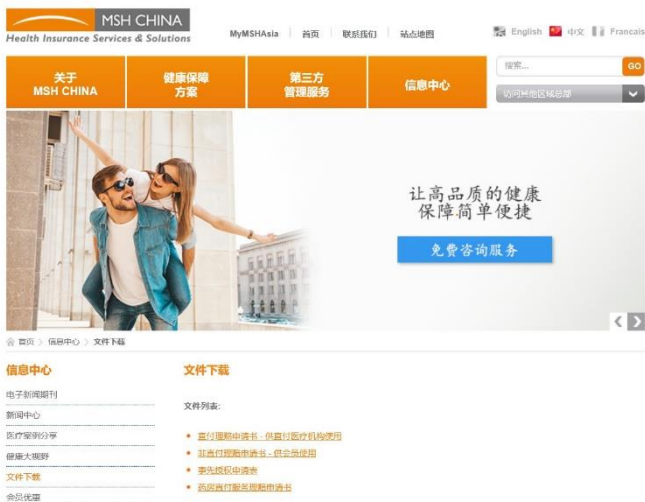 MSH CHINA
Health Insurance Services & Solutions
MyMSHAsia 首页 联系我们 站点地图
English 中文 Francais
关于
MSH CHINA
健康保障
方案
第三方
管理服务
信息中心
搜索...
GO
访问其他区域总部
让高品质的健康
保障简单便捷
免费咨询服务
首页 > 信息中心 > 文件下载
信息中心
电子新闻期刊
新闻中心
医疗案例分享
健康大视野
文件下载
会员优惠
文件下载
文件列表:
直付理赔申请书 - 供直付医疗机构使用
非直付理赔申请书 - 供会员使用
事先授权申请表
药房直付服务理赔申请书